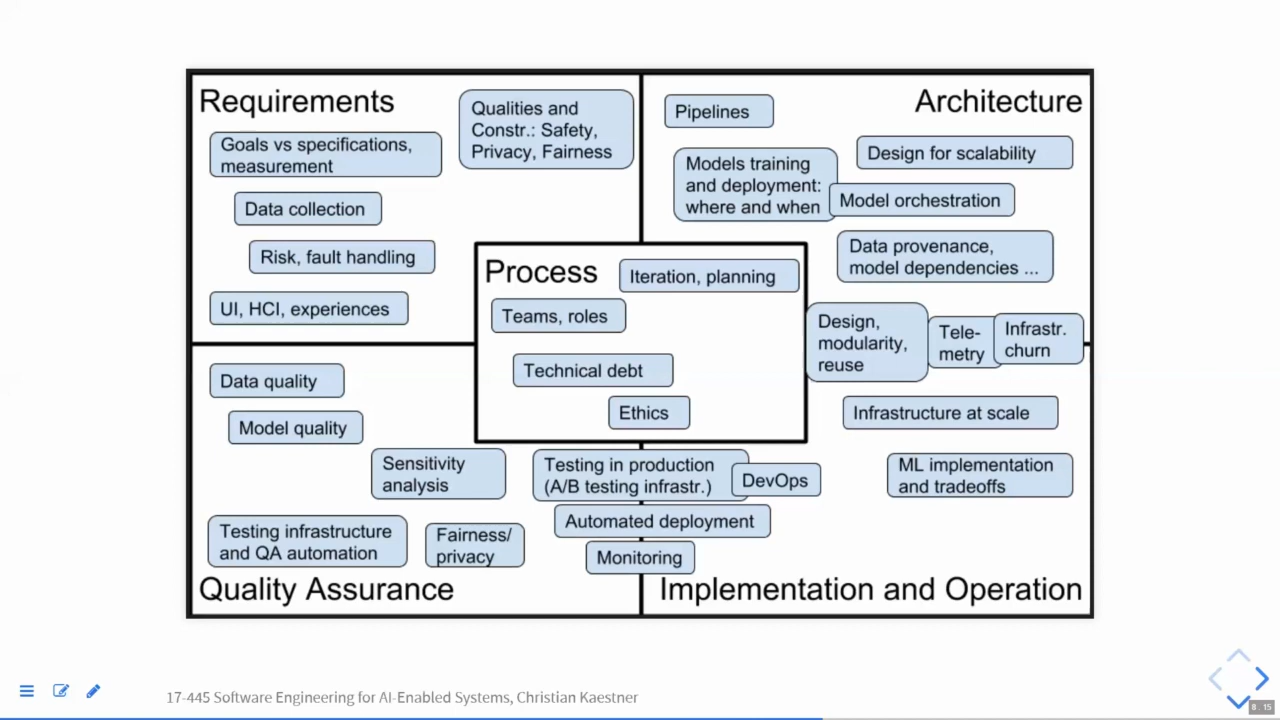 Requirements
Qualities and
Constr.: Safety,
Privacy, Fairness
Goals vs specifications,
measurement
Data collection
Risk, fault handling
UI, HCI, experiences
Architecture
Pipelines
Models training
and deployment:
where and when
Design for scalability
Model orchestration
Data provenance,
model dependencies ...
Process
Iteration, planning
Teams, roles
Technical debt
Ethics
Design,
modularity,
reuse
Tele-
metry
Infrastr.
churn
Data quality
Model quality
Sensitivity
analysis
Testing infrastructure
and QA automation
Fairness/
privacy
Quality Assurance
Testing in production
(A/B testing infrastr.)
DevOps
Automated deployment
Monitoring
Infrastructure at scale
ML implementation
and tradeoffs
Implementation and Operation
17-445 Software Engineering for AI-Enabled Systems, Christian Kaestner
8 15